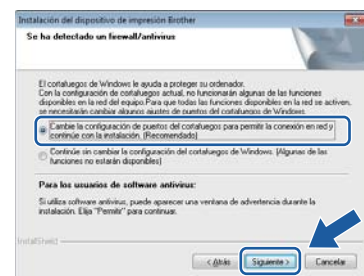 Instalación del dispositivo de impresión Brother
Se ha detectado un firewall/antivirus
El cortafuegos de Windows le ayuda a proteger su ordenador.
Con la configuración de cortafuegos actual, no funcionarán algunas de las funciones
disponibles en la red del equipo.Para que todas las funciones disponibles en la red se activen,
se necesitarán cambiar algunos ajustes de puertos del cortafuegos de Windows.
Cambie la configuración de puertos del cortafuegos para permitir la conexión en red y
continúe con la instalación. (Recomendado)
Continúe sin cambiar la configuración del cortafuegos de Windows. (Algunas de las
funciones no estarán disponibles)
Para los usuarios de software antivirus:
Si utiliza software antivirus, puede aparecer una ventana de advertencia durante la
instalación. Elija "Permitir" para continuar.
InstallShield
< Atrás
Siguiente >
Cancelar